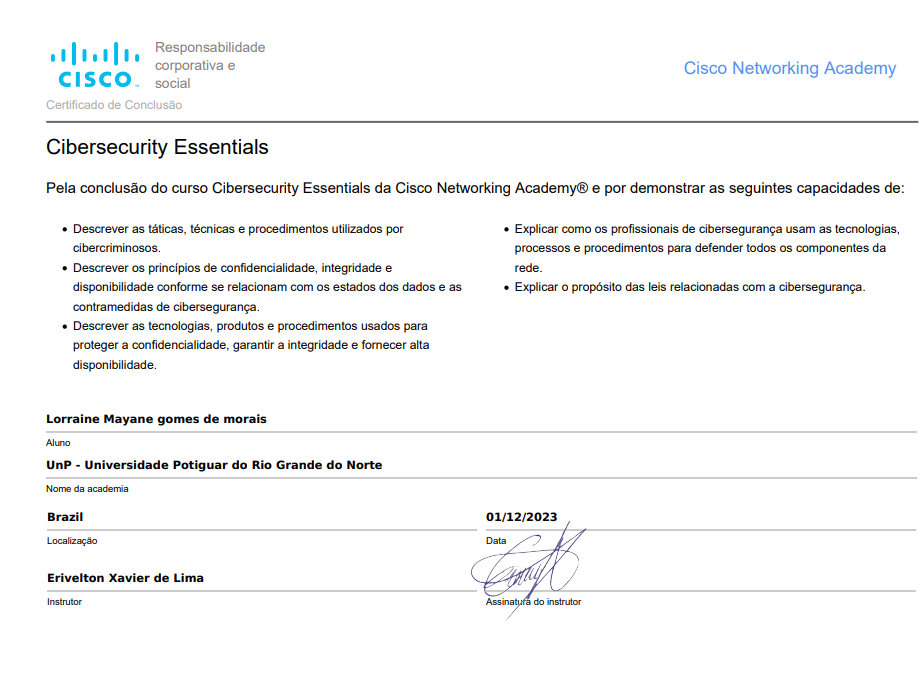 CISCO
Responsabilidade
corporativa e
social
Cisco Networking Academy
Certificado de Conclusão
Cibersecurity Essentials
Pela conclusão do curso Cibersecurity Essentials da Cisco Networking Academy® e por demonstrar as seguintes capacidades de:
• Descrever as táticas, técnicas e procedimentos utilizados por
cibercriminosos.
• Descrever os princípios de confidencialidade, integridade e
disponibilidade conforme se relacionam com os estados dos dados e as
contramedidas de cibersegurança.
• Descrever as tecnologias, produtos e procedimentos usados para
proteger a confidencialidade, garantir a integridade e fornecer alta
disponibilidade.
• Explicar como os profissionais de cibersegurança usam as tecnologias,
processos e procedimentos para defender todos os componentes da
rede.
• Explicar o propósito das leis relacionadas com a cibersegurança.
Lorraine Mayane gomes de morais
Aluno
UnP - Universidade Potiguar do Rio Grande do Norte
Nome da academia
Brazil
Localização
01/12/2023
Data
Erivelton Xavier de Lima
Instrutor
Assinatura do instrutor